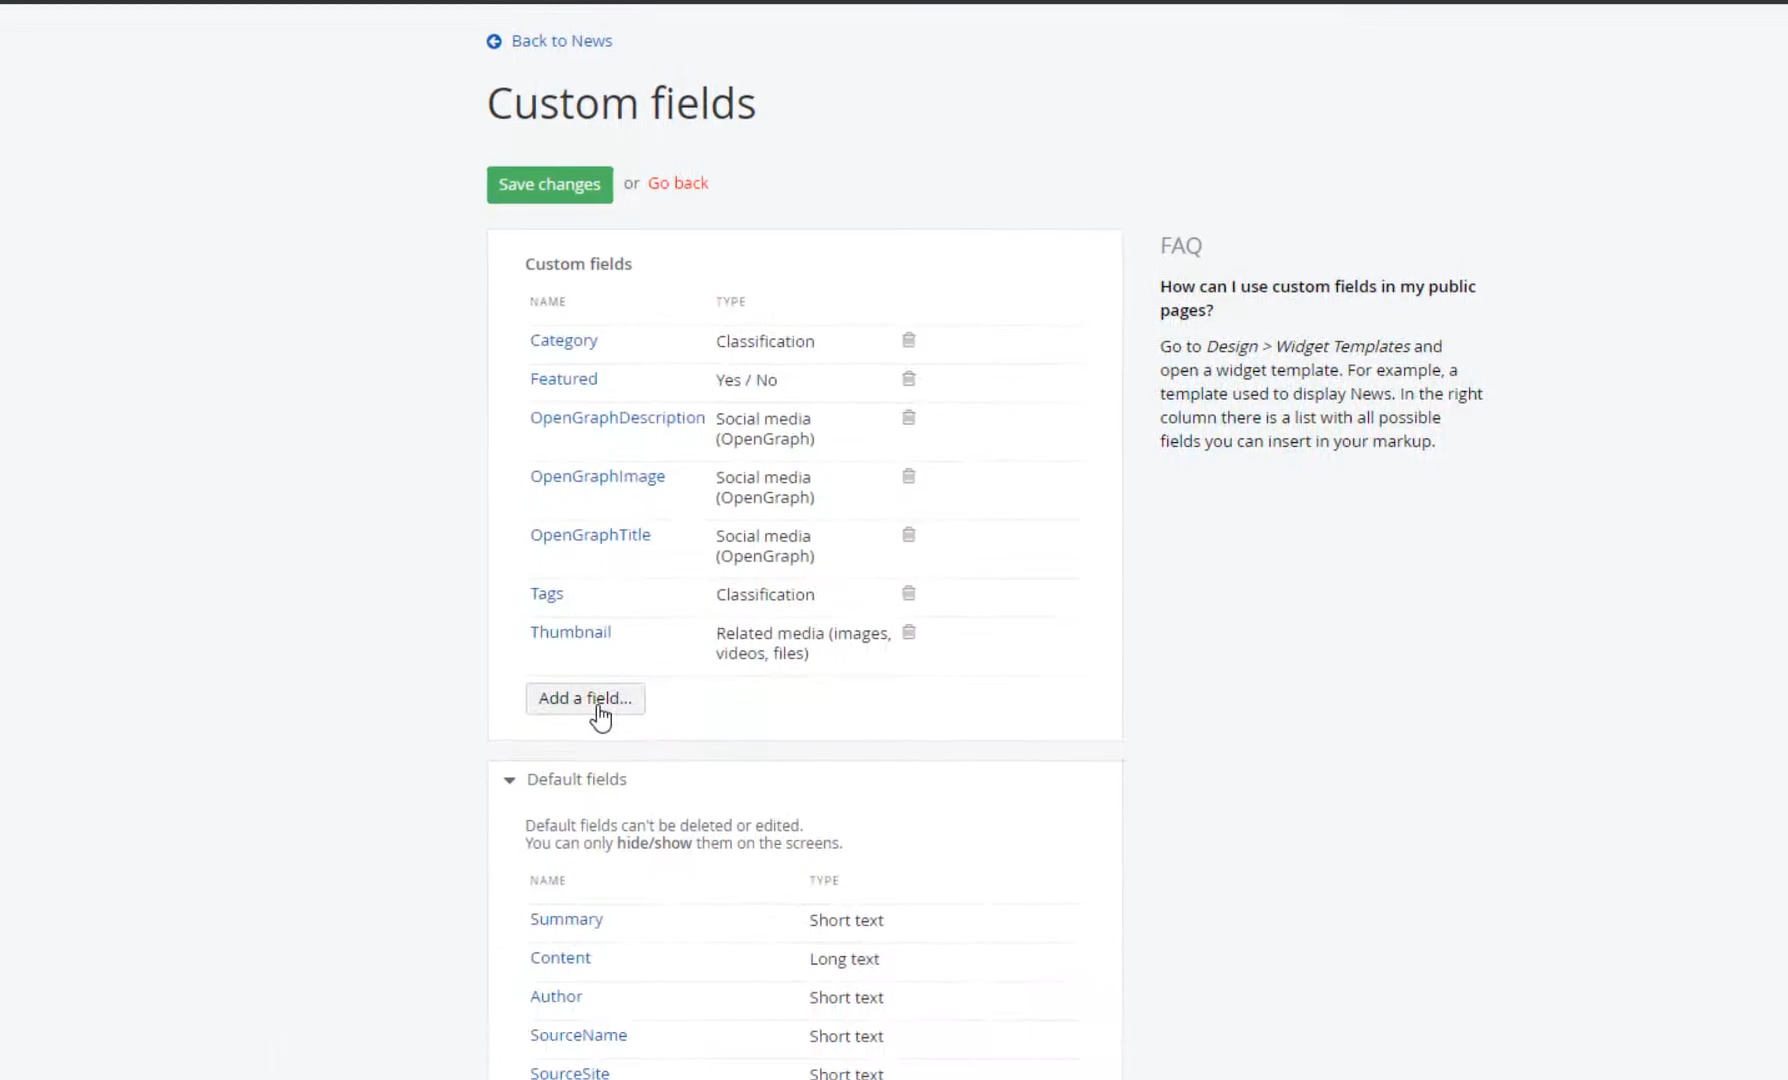 Back to News
Custom fields
Save changes or Go back
Custom fields
NAME TYPE
Category Classification
Featured Yes / No
OpenGraphDescription Social media
(OpenGraph)
OpenGraphImage Social media
(OpenGraph)
OpenGraphTitle Social media
(OpenGraph)
Tags Classification
Thumbnail Related media (images,
videos, files)
Add a field...
Default fields
Default fields can't be deleted or edited.
You can only hide/show them on the screens.
NAME TYPE
Summary Short text
Content Long text
Author Short text
SourceName Short text
SourceSite Short text
FAQ
How can I use custom fields in my public
pages?
Go to Design > Widget Templates and
open a widget template. For example, a
template used to display News. In the right
column there is a list with all possible
fields you can insert in your markup.